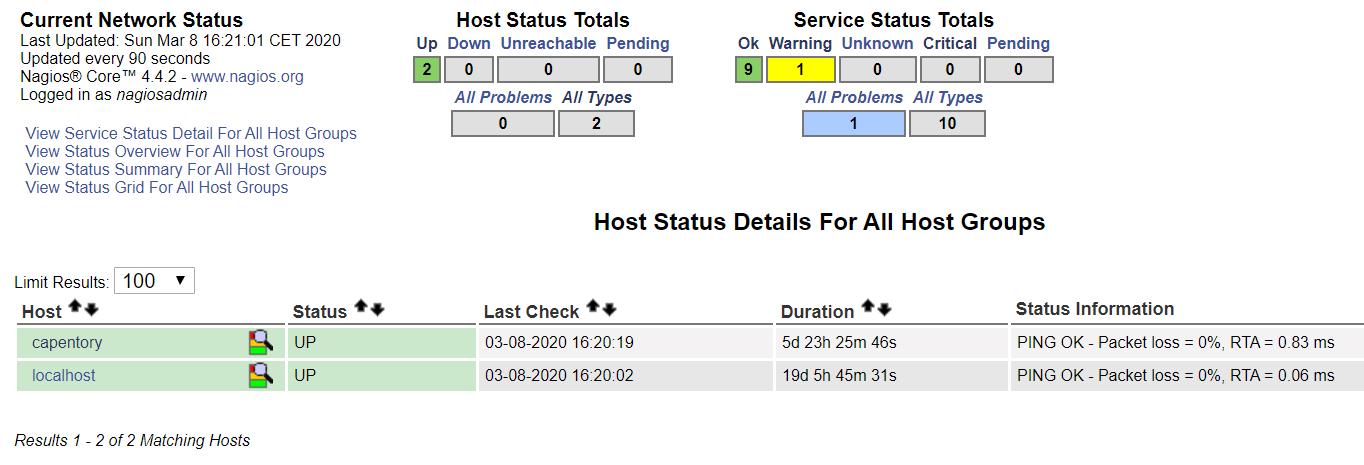 Current Network Status
Last Updated: Sun Mar 8 16:21:01 CET 2020
Updated every 90 seconds
Nagios® Core™ 4.4.2 - www.nagios.org
Logged in as nagiosadmin
View Service Status Detail For All Host Groups
View Status Overview For All Host Groups
View Status Summary For All Host Groups
View Status Grid For All Host Groups
Host Status Totals
Up Down Unreachable Pending
2 0 0 0
All Problems All Types
0 2
Service Status Totals
Ok Warning Unknown Critical Pending
9 1 0 0 0
All Problems All Types
1 10
Host Status Details For All Host Groups
Limit Results: 100
Host Status Last Check Duration Status Information
capentory UP 03-08-2020 16:20:19 5d 23h 25m 46s PING OK - Packet loss = 0%, RTA = 0.83 ms
localhost UP 03-08-2020 16:20:02 19d 5h 45m 31s PING OK - Packet loss = 0%, RTA = 0.06 ms
Results 1 - 2 of 2 Matching Hosts